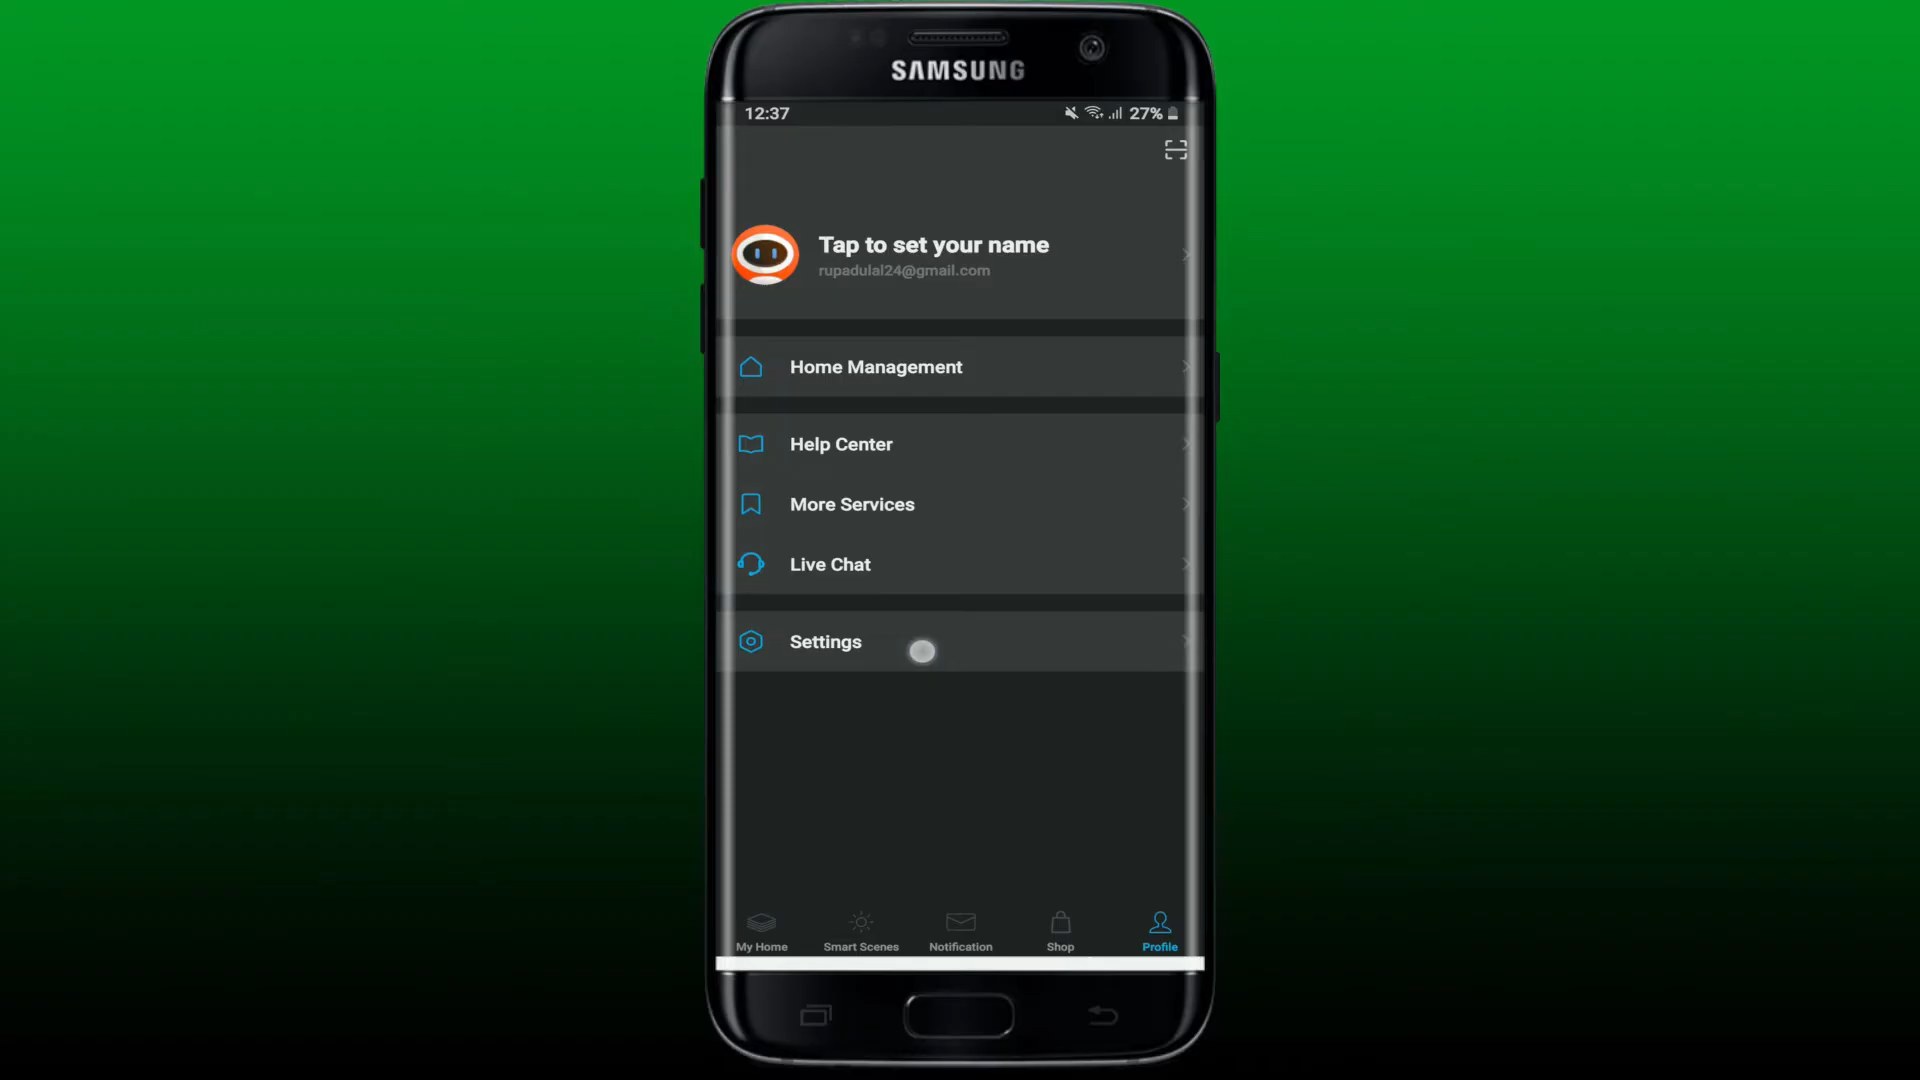 SAMSUNG
12:37
27%
Tap to set your name
rupadulal24@gmail.com
Home Management
Help Center
More Services
Live Chat
Settings
My Home
Smart Scenes
Notification
Shop
Profile